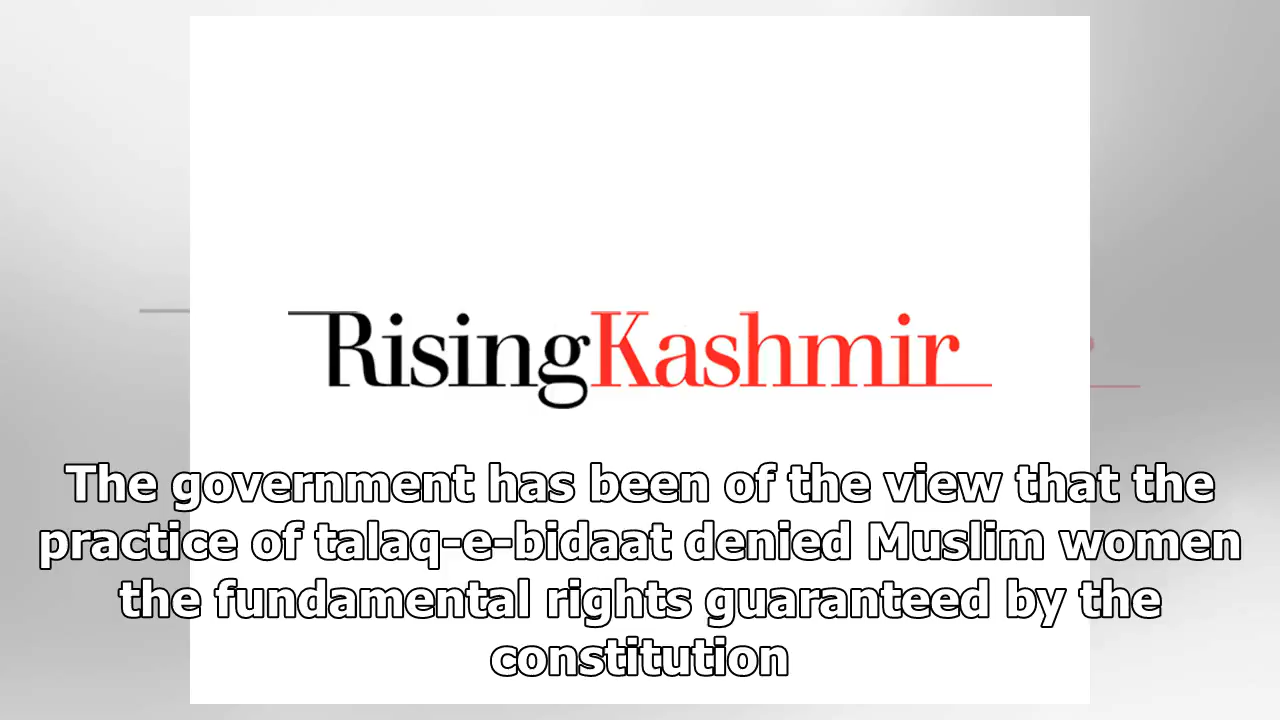 RisingKashmir
The government has been of the view that the
practice of talaq-e-bidaat denied Muslim women
the fundamental rights guaranteed by the
constitution